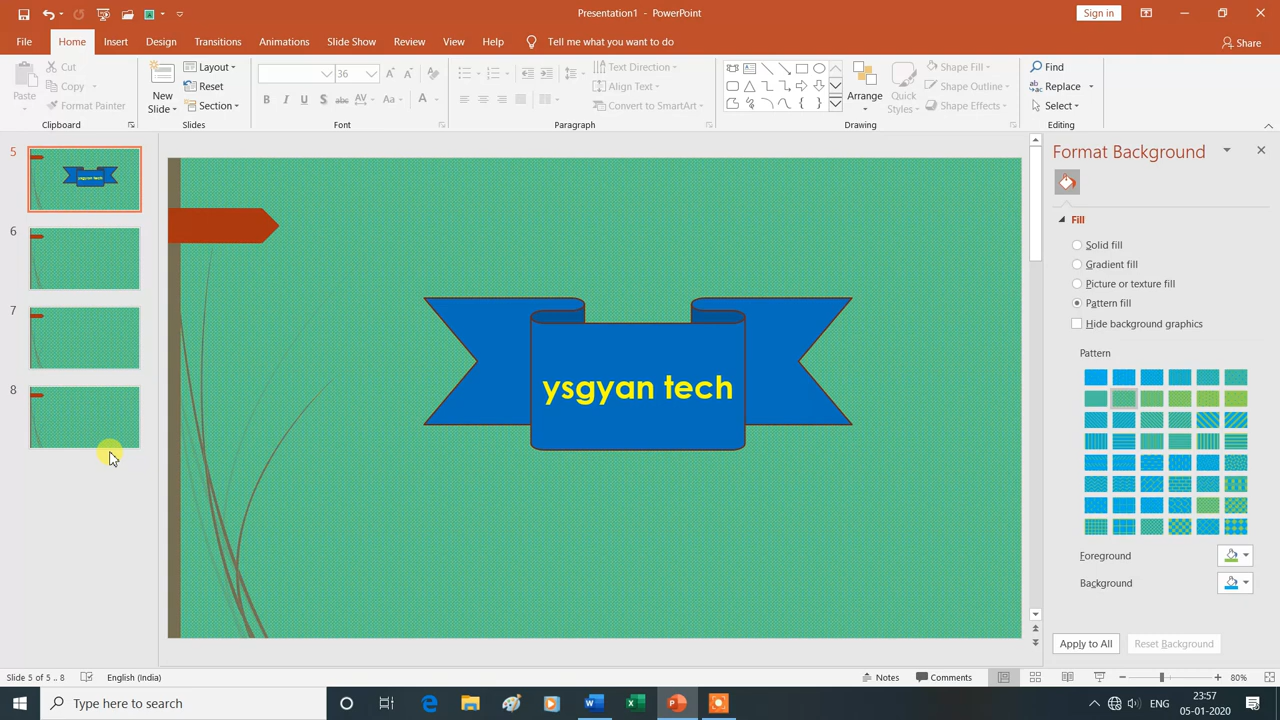 Presentation1 - PowerPoint
Sign in
File Home Insert Design Transitions Animations Slide Show Review View Help Tell me what you want to do
Share
Paste
Cut
Copy
Format Painter
Clipboard
New Slide
Layout
Reset
Section
Slides
36
B I U S abc AV Aa A
Font
Text Direction
Align Text
Convert to SmartArt
Paragraph
Arrange
Quick Styles
Shape Fill
Shape Outline
Shape Effects
Drawing
Find
Replace
Select
Editing
5
ysgyan tech
6
7
8
ysgyan tech
Format Background
Fill
Solid fill
Gradient fill
Picture or texture fill
Pattern fill
Hide background graphics
Pattern
Foreground
Background
Apply to All
Reset Background
Slide 5 of 5 .. 8
English (India)
Notes
Comments
80%
Type here to search
ENG
23:57
05-01-2020